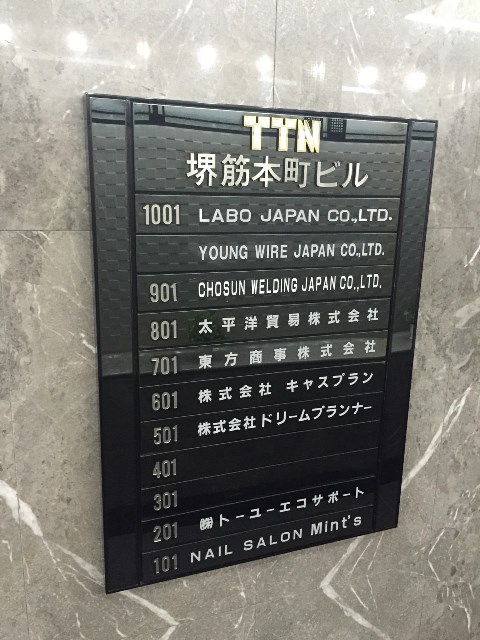 TTN
堺筋本町ビル
1001 LABO JAPAN CO.,LTD.
YOUNG WIRE JAPAN CO.,LTD.
901 CHOSUN WELDING JAPAN CO.,LTD.
801 太平洋貿易株式会社
701 東方商事株式会社
601 株式会社 キャスプラン
501 株式会社ドリームプランナー
401
301
201 ㈱トーユーエコサポート
101 NAIL SALON Mint's